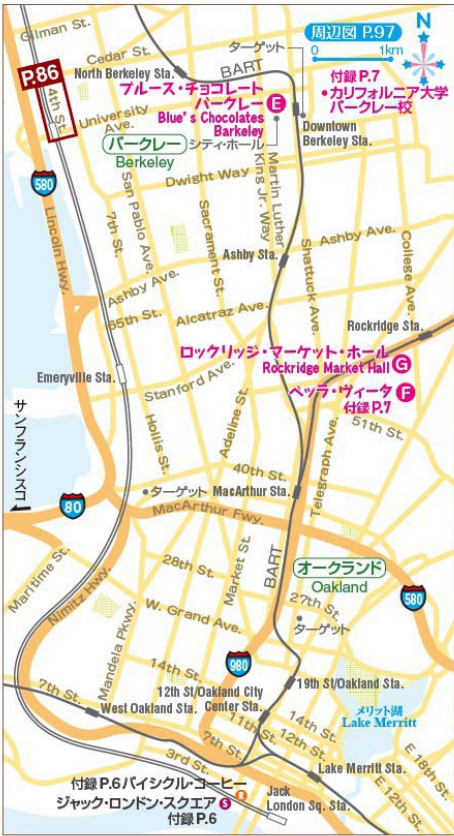 Gilman St.
ターゲット
周辺図 P.97
N
0 1km
Cedar St.
BART
North Berkeley Sta.
P.86
4th St.
ブルース・チョコレート
バークレー
Blue's Chocolates
Barkeley
E
付録 P.7
カリフォルニア大学
バークレー校
University
Ave.
Downtown
Berkeley Sta.
バークレー
Berkeley
シティ・ホール
580
Lincoln Hwy.
Dwight Way
Martin Luther
King Jr. Way
San Pablo Ave.
7th St.
Sacrament St.
Shattuck Ave.
College Ave.
Ashby Sta.
Ashby Ave.
Ashby Ave.
65th St.
Alcatraz Ave.
Rockridge Sta.
ロックリッジ・マーケット・ホール
Rockridge Market Hall
G
Emeryville Sta.
Stanford Ave.
ベッラ・ヴィータ
F
付録 P.7
サンフランシスコ
Hollis St.
Adeline St.
Telegraph Ave.
51th St.
40th St.
ターゲット
MacArthur Sta.
80
MacArthur Fwy.
Maritime St.
Nimitz Hwy.
Market St.
BART
オークランド
Oakland
580
28th St.
27th St.
ターゲット
W. Grand Ave.
Mandela Pkwy.
980
14th St.
7th St.
West Oakland Sta.
12th St/Oakland City
Center Sta.
19th St/Oakland Sta.
メリット湖
Lake Merritt
11th St.
14th St.
12th St.
7th St.
3rd St.
E 18th St.
E 12th St.
Lake Merritt Sta.
付録 P.6 バイシクル・コーヒー
R
ジャック・ロンドン・スクエア
S
付録 P.6
Jack
London Sq. Sta.